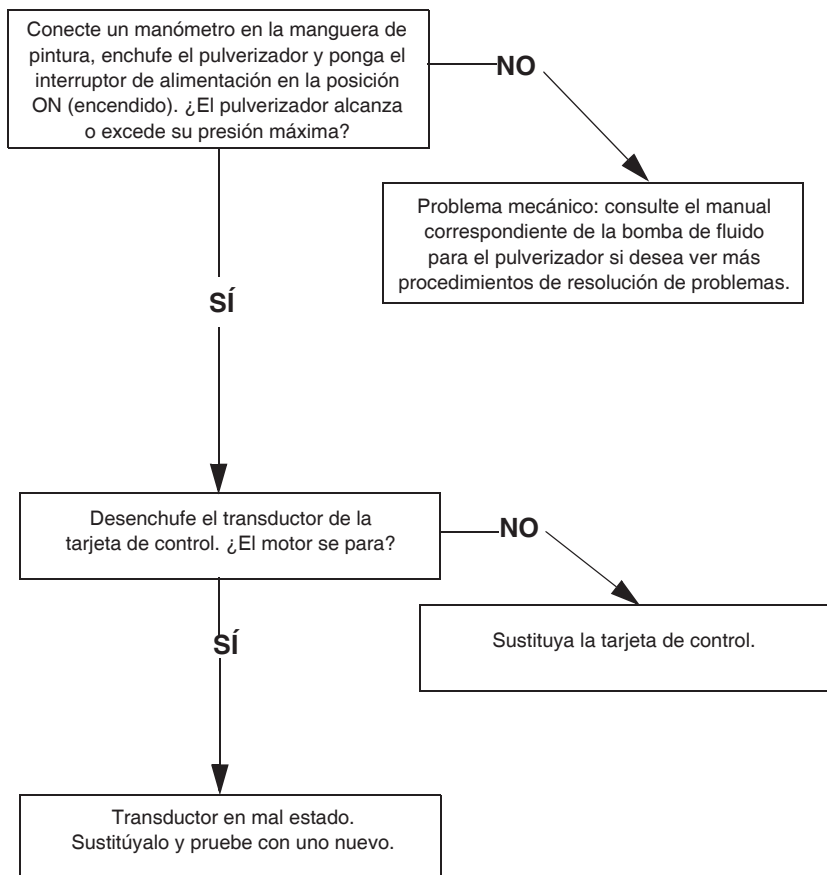 Conecte un manómetro en la manguera de
pintura, enchufe el pulverizador y ponga el
interruptor de alimentación en la posición
ON (encendido). ¿El pulverizador alcanza
o excede su presión máxima?
NO
Problema mecánico: consulte el manual
correspondiente de la bomba de fluido
para el pulverizador si desea ver más
procedimientos de resolución de problemas.
SÍ
Desenchufe el transductor de la
tarjeta de control. ¿El motor se para?
NO
Sustituya la tarjeta de control.
SÍ
Transductor en mal estado.
Sustitúyalo y pruebe con uno nuevo.